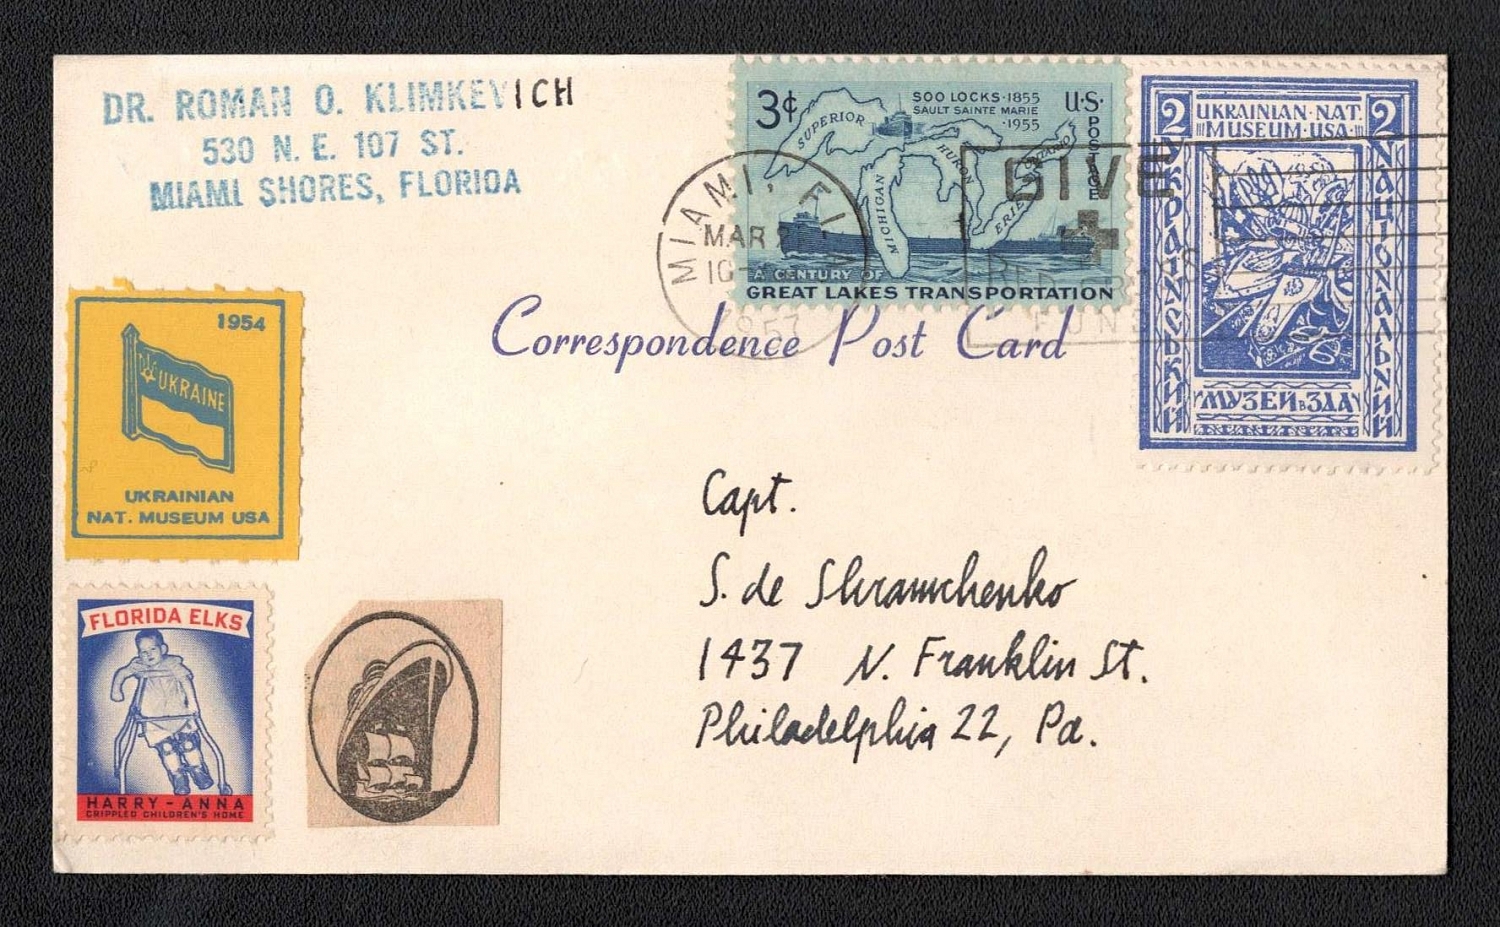 DR. ROMAN O. KLIMKEVICH
530 N. E. 107 ST.
MIAMI SHORES, FLORIDA
3¢
SOO LOCKS·1855
SAULT SAINTE MARIE
·1955
U·S·
POSTAGE
SUPERIOR
HURON
MICHIGAN
ERIE
ONTARIO
A CENTURY OF
GREAT LAKES TRANSPORTATION
MIAMI, FL
MAR
10
1957
GIVE
RED CROSS
FUND
2 UKRAINIAN·NAT. 2
MUSEUM·USA
УКРАЇНСЬКИЙ
НАЦІОНАЛЬНИЙ
МУЗЕЙ в ЗДА
Correspondence Post Card
1954
UKRAINE
UKRAINIAN
NAT. MUSEUM USA
Capt.
S. de Shramchenko
1437 N. Franklin St.
Philadelphia 22, Pa.
FLORIDA ELKS
HARRY-ANNA
CRIPPLED CHILDREN'S HOME